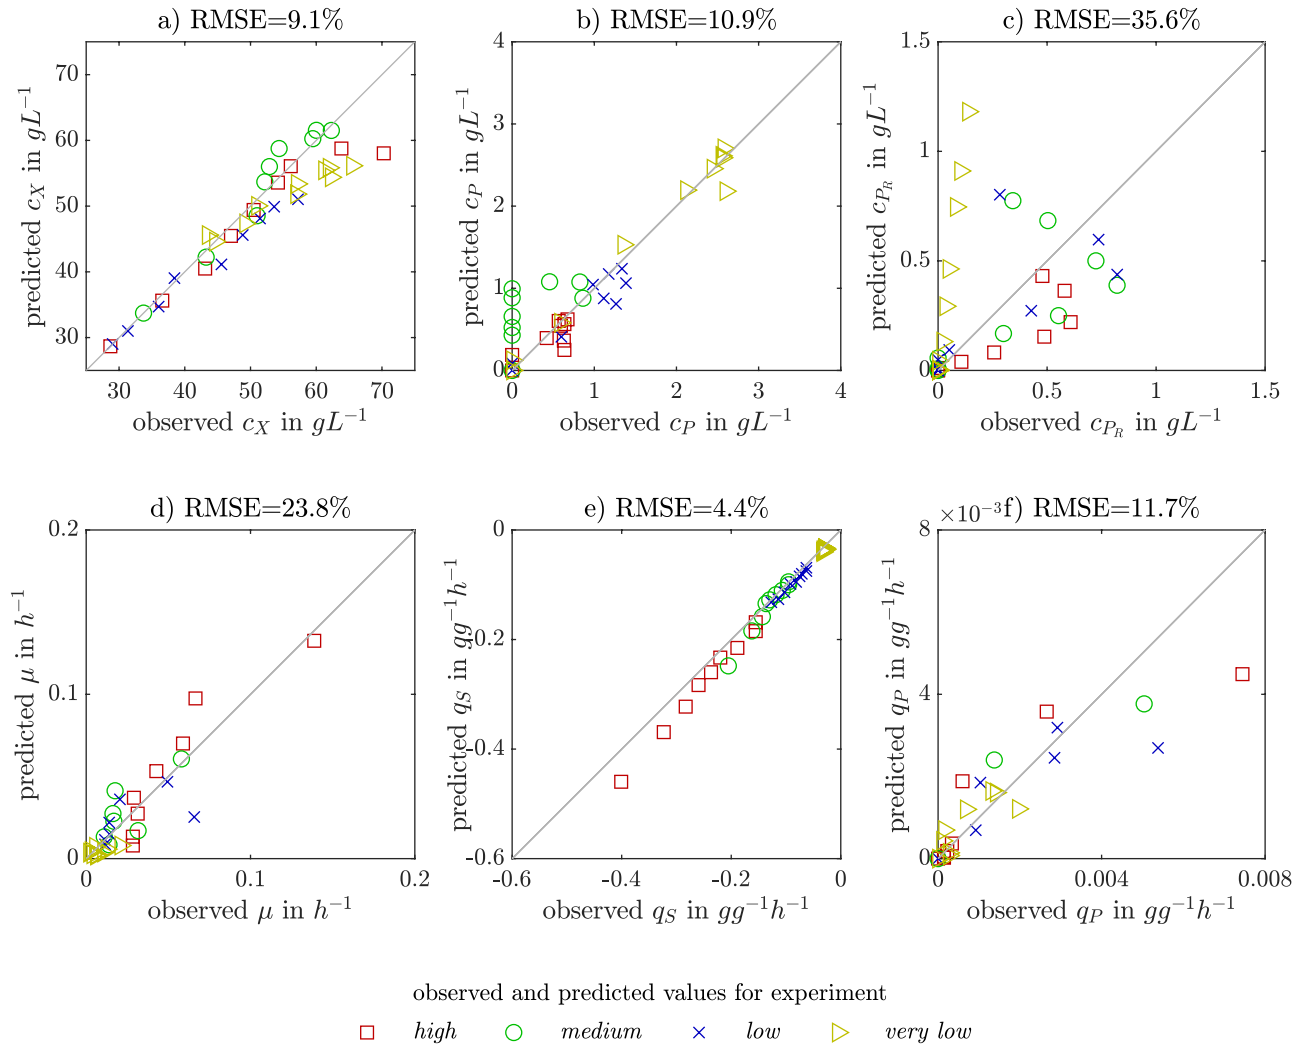 a) RMSE=9.1%
b) RMSE=10.9%
c) RMSE=35.6%
predicted c_X in gL⁻¹
70
60
50
40
30
30 40 50 60 70
observed c_X in gL⁻¹
predicted c_P in gL⁻¹
4
3
2
1
0
0 1 2 3 4
observed c_P in gL⁻¹
predicted c_{P_R} in gL⁻¹
1.5
1
0.5
0
0 0.5 1 1.5
observed c_{P_R} in gL⁻¹
d) RMSE=23.8%
e) RMSE=4.4%
×10⁻³
f) RMSE=11.7%
predicted μ in h⁻¹
0.2
0.1
0
0 0.1 0.2
observed μ in h⁻¹
predicted q_S in gg⁻¹h⁻¹
0
-0.2
-0.4
-0.6
-0.6 -0.4 -0.2 0
observed q_S in gg⁻¹h⁻¹
predicted q_P in gg⁻¹h⁻¹
8
4
0
0 0.004 0.008
observed q_P in gg⁻¹h⁻¹
observed and predicted values for experiment
high medium low very low